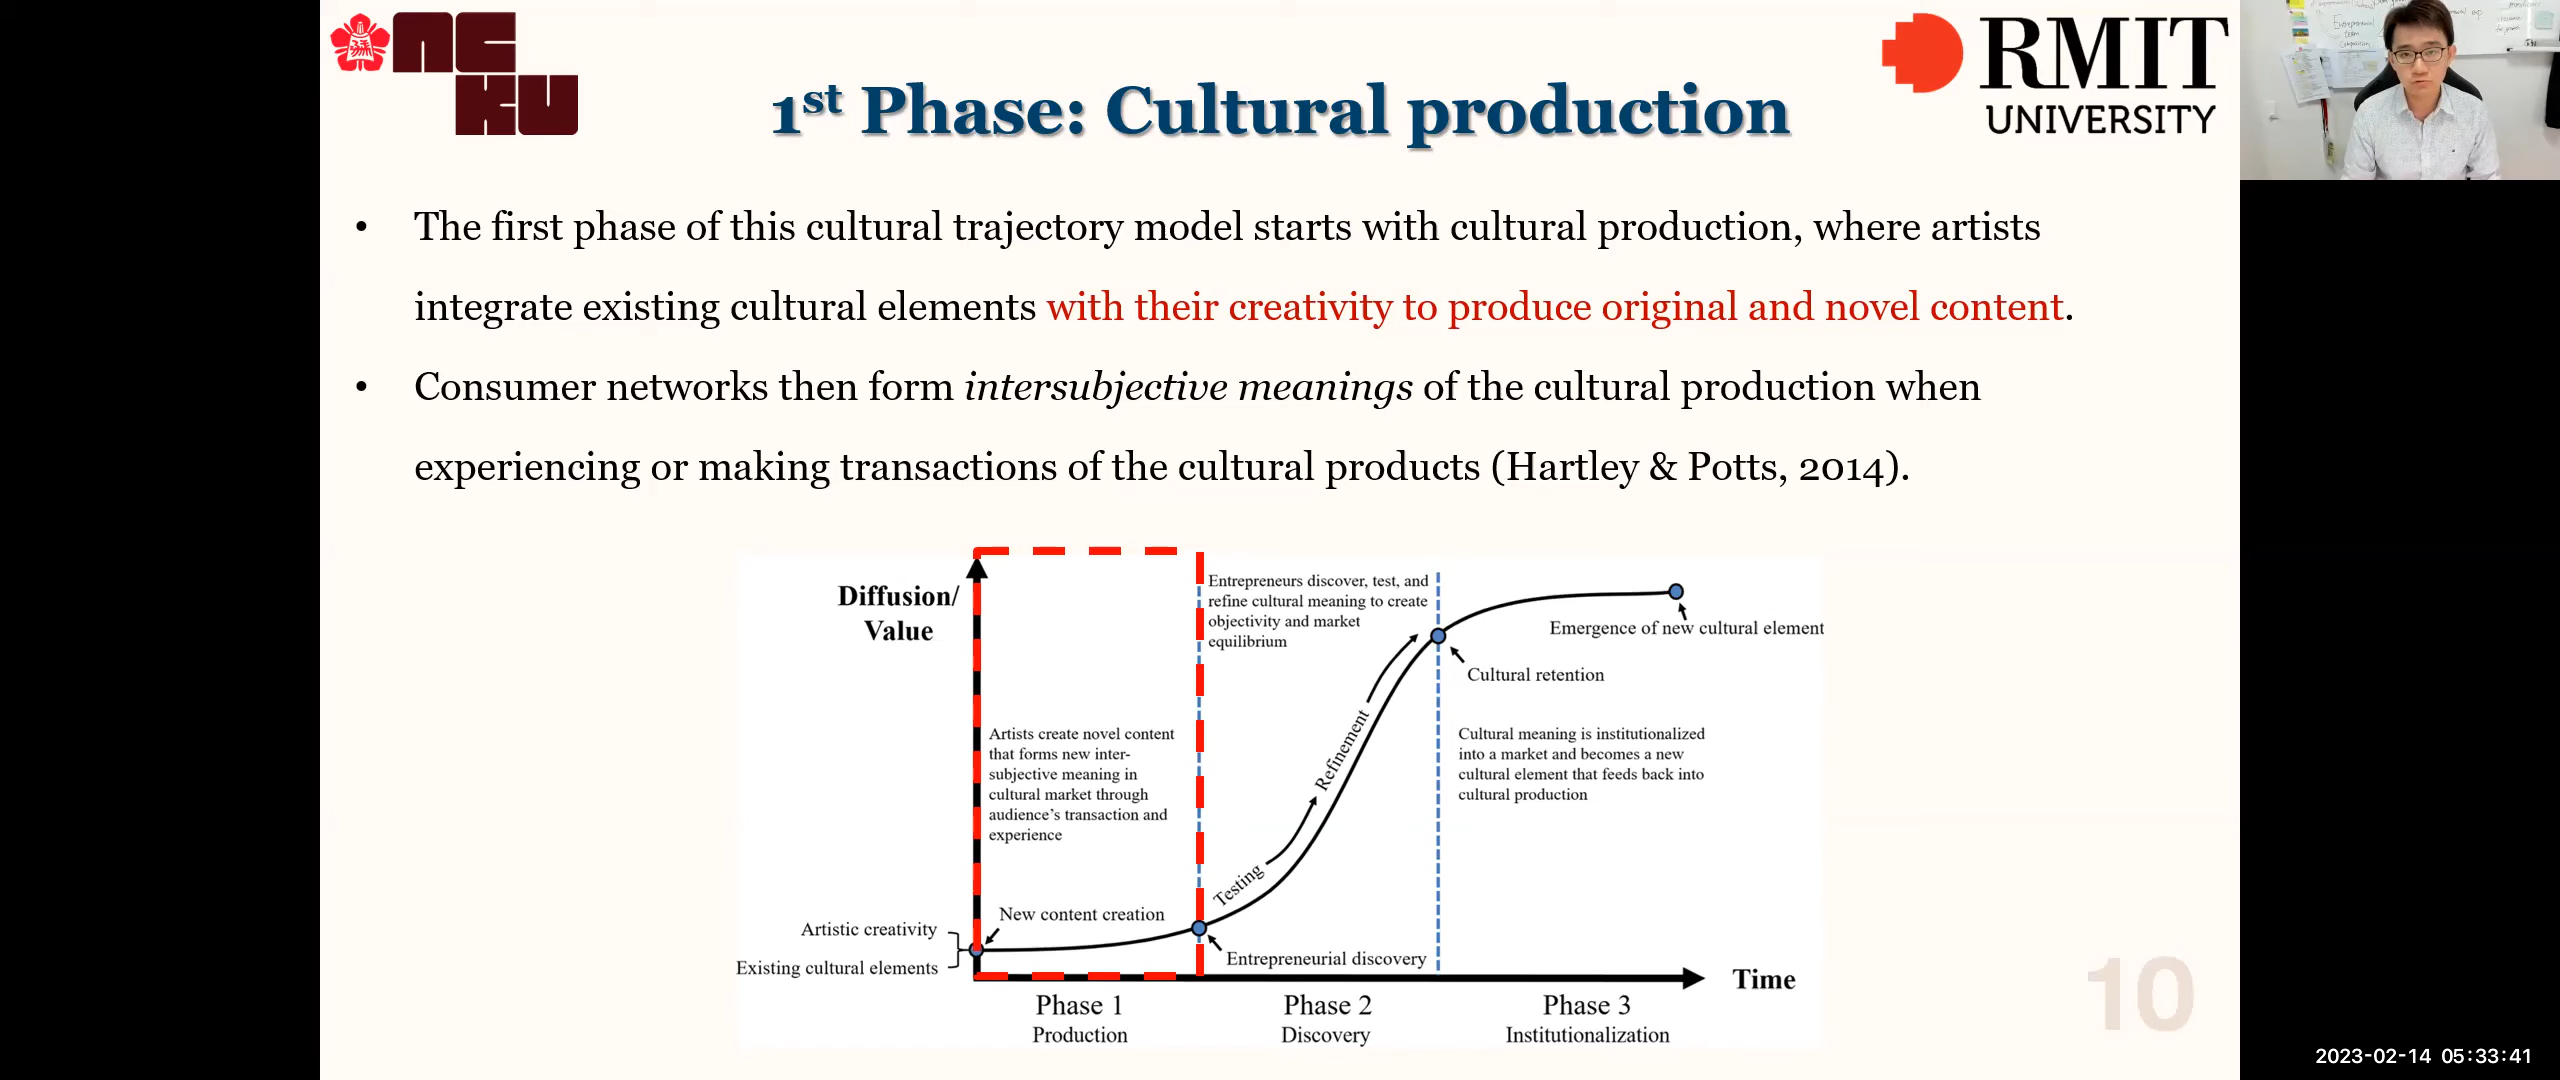 NCKU
RMIT
UNIVERSITY
1st Phase: Cultural production
• The first phase of this cultural trajectory model starts with cultural production, where artists
integrate existing cultural elements with their creativity to produce original and novel content.
• Consumer networks then form intersubjective meanings of the cultural production when
experiencing or making transactions of the cultural products (Hartley & Potts, 2014).
Diffusion/
Value
Artists create novel content
that forms new inter-
subjective meaning in
cultural market through
audience's transaction and
experience
New content creation
Artistic creativity
Existing cultural elements
Entrepreneurs discover, test, and
refine cultural meaning to create
objectivity and market
equilibrium
Testing
Refinement
Entrepreneurial discovery
Emergence of new cultural element
Cultural retention
Cultural meaning is institutionalized
into a market and becomes a new
cultural element that feeds back into
cultural production
Time
Phase 1
Production
Phase 2
Discovery
Phase 3
Institutionalization
10
Entrepreneurial
team
2023-02-14 05:33:41